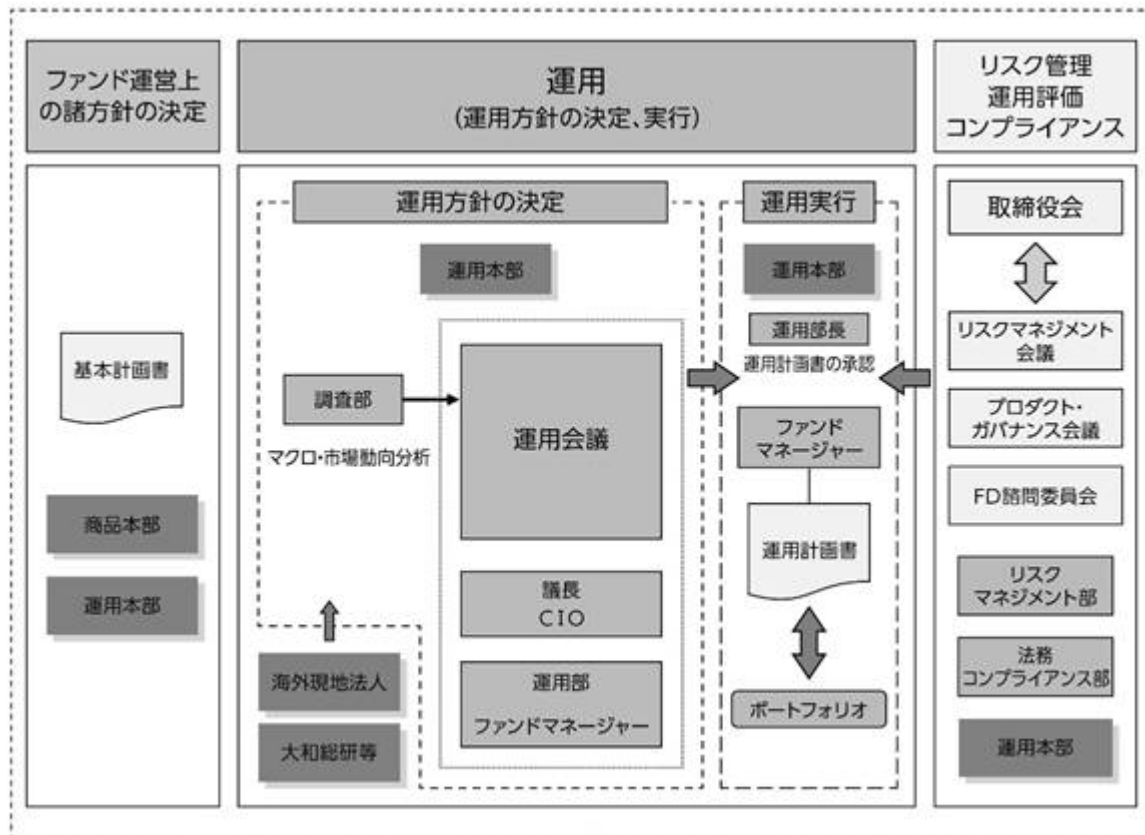 ファンド運営上
の諸方針の決定
基本計画書
商品本部
運用本部
運用
(運用方針の決定、実行)
運用方針の決定
運用本部
調査部
マクロ・市場動向分析
運用会議
議長
CIO
運用部
ファンドマネージャー
海外現地法人
大和総研等
運用実行
運用本部
運用部長
運用計画書の承認
ファンド
マネージャー
運用計画書
ポートフォリオ
リスク管理
運用評価
コンプライアンス
取締役会
リスクマネジメント
会議
プロダクト・
ガバナンス会議
FD諮問委員会
リスク
マネジメント部
法務
コンプライアンス部
運用本部